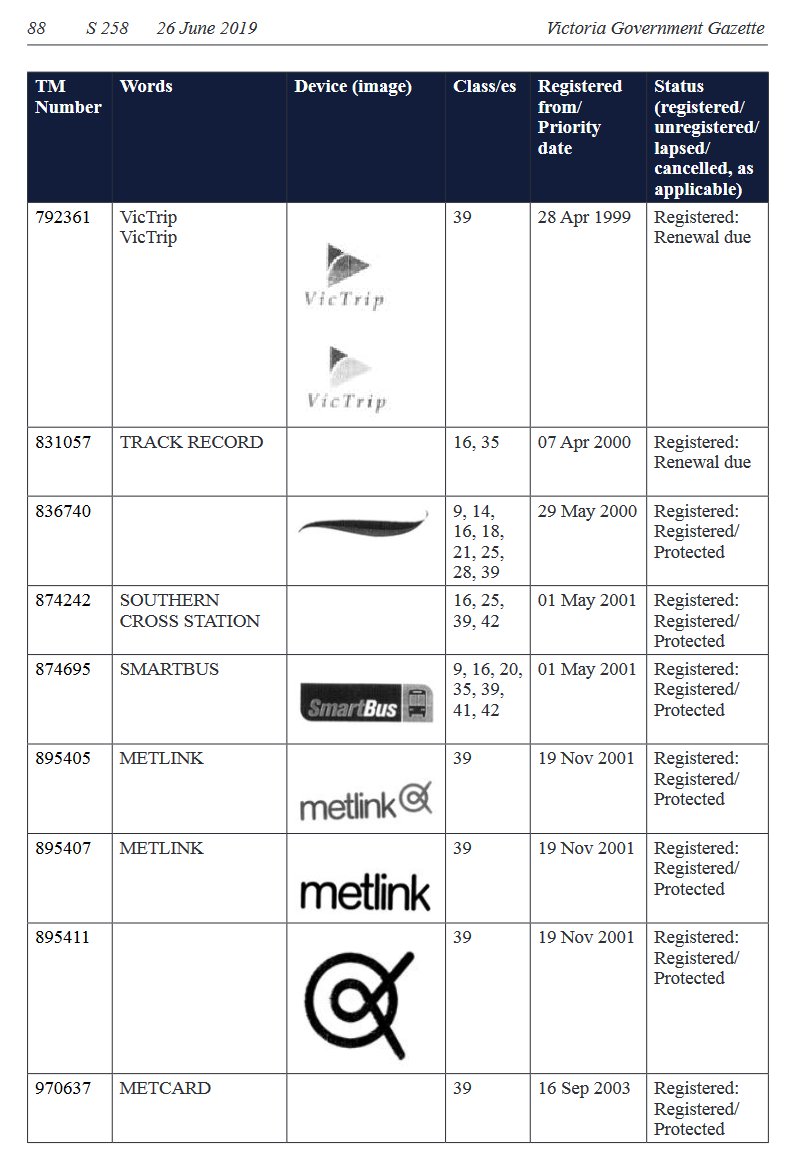 88 S 258 26 June 2019 Victoria Government Gazette
TM Number Words Device (image) Class/es Registered from/ Priority date Status (registered/ unregistered/ lapsed/ cancelled, as applicable)
792361 VicTrip 39 28 Apr 1999 Registered:
VicTrip Renewal due
VicTrip
VicTrip
831057 TRACK RECORD 16, 35 07 Apr 2000 Registered:
Renewal due
836740 9, 14, 29 May 2000 Registered:
16, 18, Registered/
21, 25, Protected
28, 39
874242 SOUTHERN 16, 25, 01 May 2001 Registered:
CROSS STATION 39, 42 Registered/
Protected
874695 SMARTBUS 9, 16, 20, 01 May 2001 Registered:
35, 39, Registered/
SmartBus 41, 42 Protected
895405 METLINK 39 19 Nov 2001 Registered:
Registered/
metlink Protected
895407 METLINK 39 19 Nov 2001 Registered:
Registered/
metlink Protected
895411 39 19 Nov 2001 Registered:
Registered/
Protected
970637 METCARD 39 16 Sep 2003 Registered:
Registered/
Protected